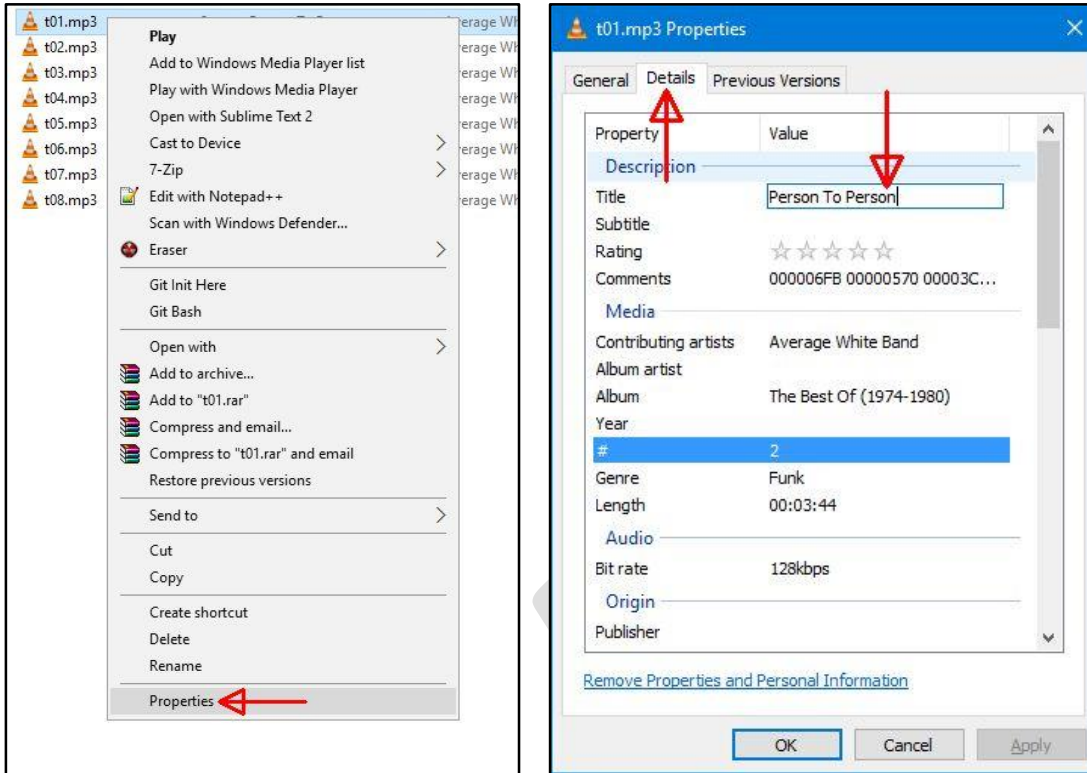 t01.mp3
t02.mp3
t03.mp3
t04.mp3
t05.mp3
t06.mp3
t07.mp3
t08.mp3
Play
Add to Windows Media Player list
Play with Windows Media Player
Open with Sublime Text 2
Cast to Device
7-Zip
Edit with Notepad++
Scan with Windows Defender...
Eraser
Git Init Here
Git Bash
Open with
Add to archive...
Add to "t01.rar"
Compress and email...
Compress to "t01.rar" and email
Restore previous versions
Send to
Cut
Copy
Create shortcut
Delete
Rename
Properties
t01.mp3 Properties
General Details Previous Versions
Property Value
Description
Title Person To Person
Subtitle
Rating
Comments 000006FB 00000570 00003C...
Media
Contributing artists Average White Band
Album artist
Album The Best Of (1974-1980)
Year
# 2
Genre Funk
Length 00:03:44
Audio
Bit rate 128kbps
Origin
Publisher
Remove Properties and Personal Information
OK Cancel Apply